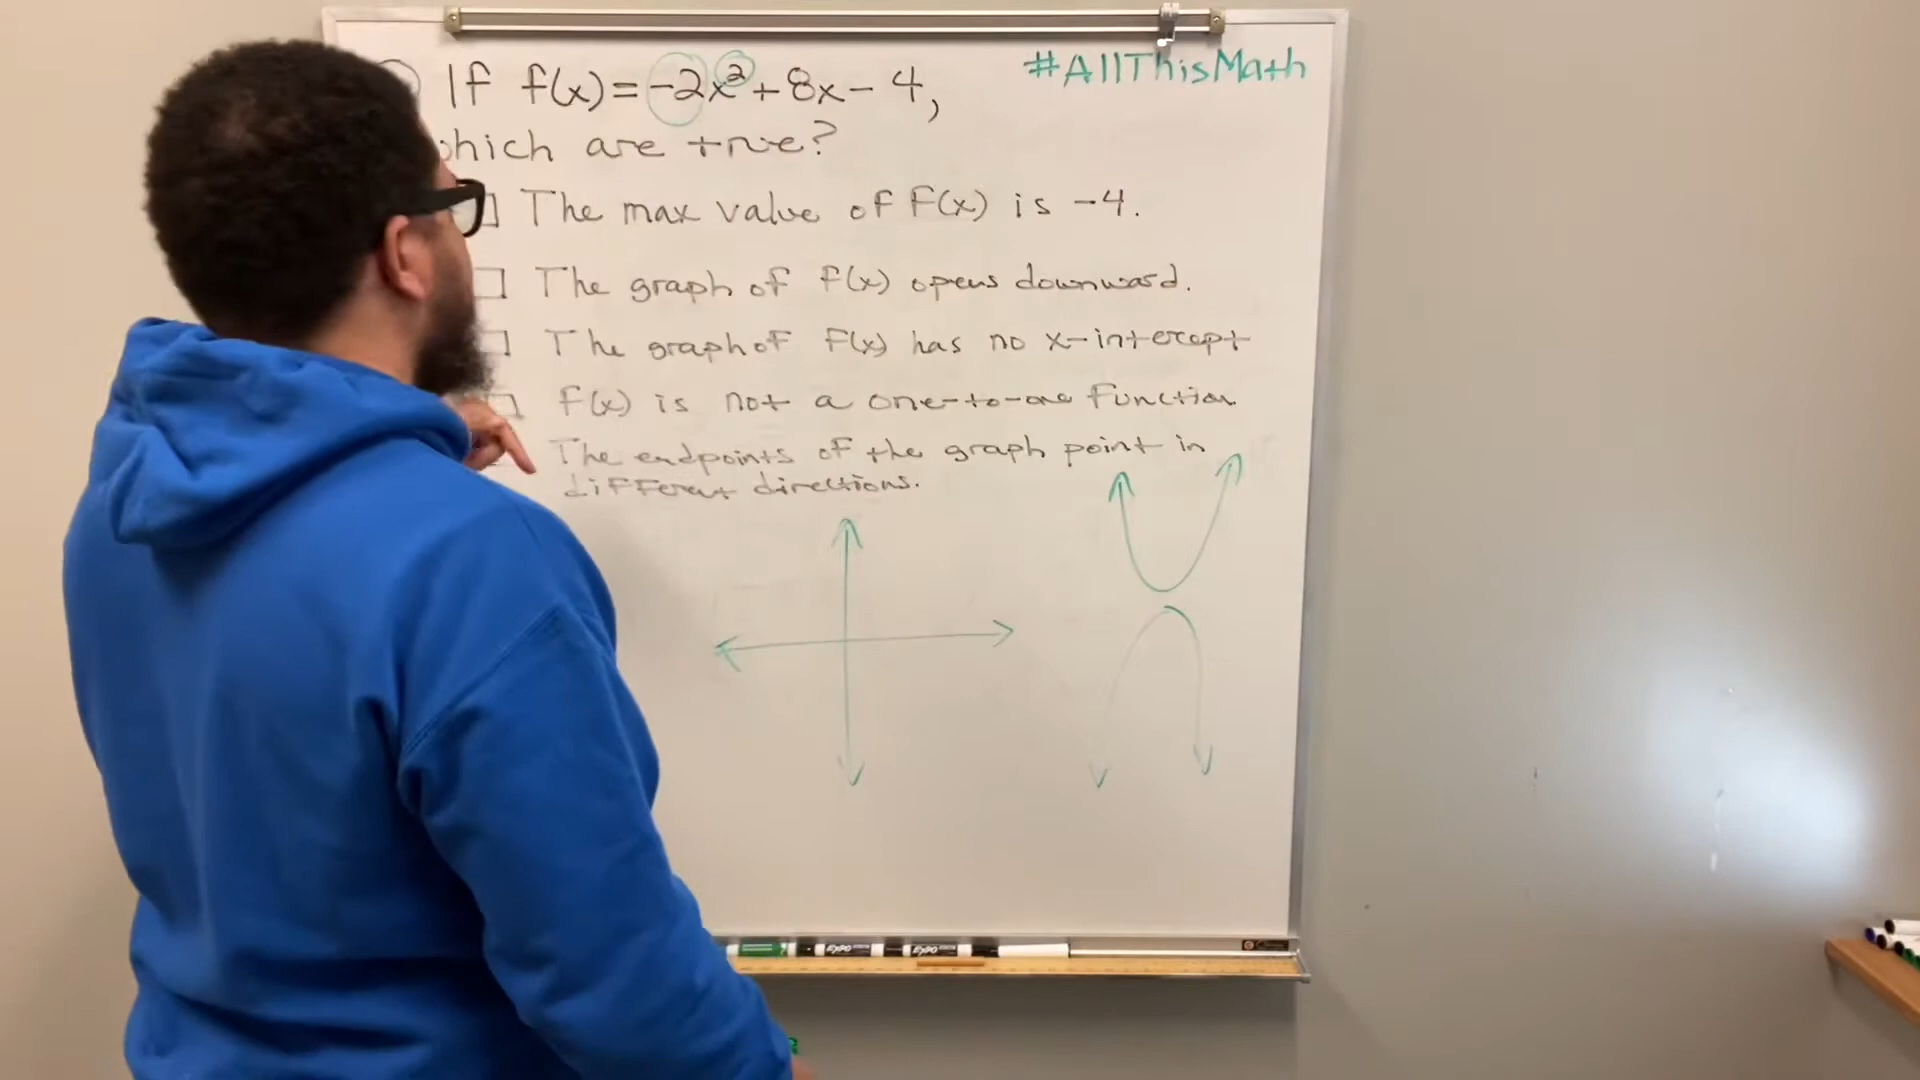 If f(x)=-2x²+8x-4,
#AllThisMath
which are true?
The max value of f(x) is -4.
The graph of f(x) opens downward.
The graph of f(x) has no x-intercept
f(x) is not a one-to-one function
The endpoints of the graph point in
different directions.
EXPO EXPO